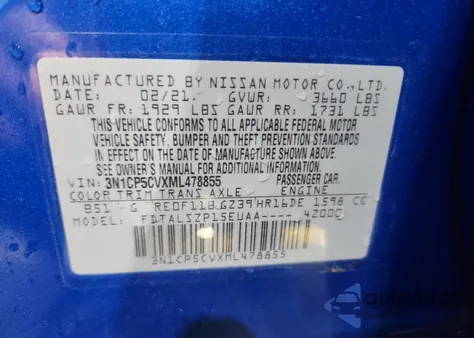 MANUFACTURED BY NISSAN MOTOR CO.,LTD.
DATE: 02/21. GVWR: 3660 LBS
GAWR FR: 1929 LBS GAWR RR: 1731 LBS
THIS VEHICLE CONFORMS TO ALL APPLICABLE FEDERAL MOTOR
VEHICLE SAFETY, BUMPER AND THEFT PREVENTION STANDARDS
IN EFFECT ON THE DATE OF MANUFACTURE SHOWN ABOVE.
SEE OWNER'S MANUAL FOR ADDITIONAL INFORMATION.
VIN: 3N1CP5CVXML478855 PASSENGER CAR.
COLOR TRIM TRANS AXLE ENGINE
B51 G RE0F11B GZ39 HR16DE 1598 CC
MODEL: FDTALSZP15EUAA---- 42000
3N1CP5CVXML478855